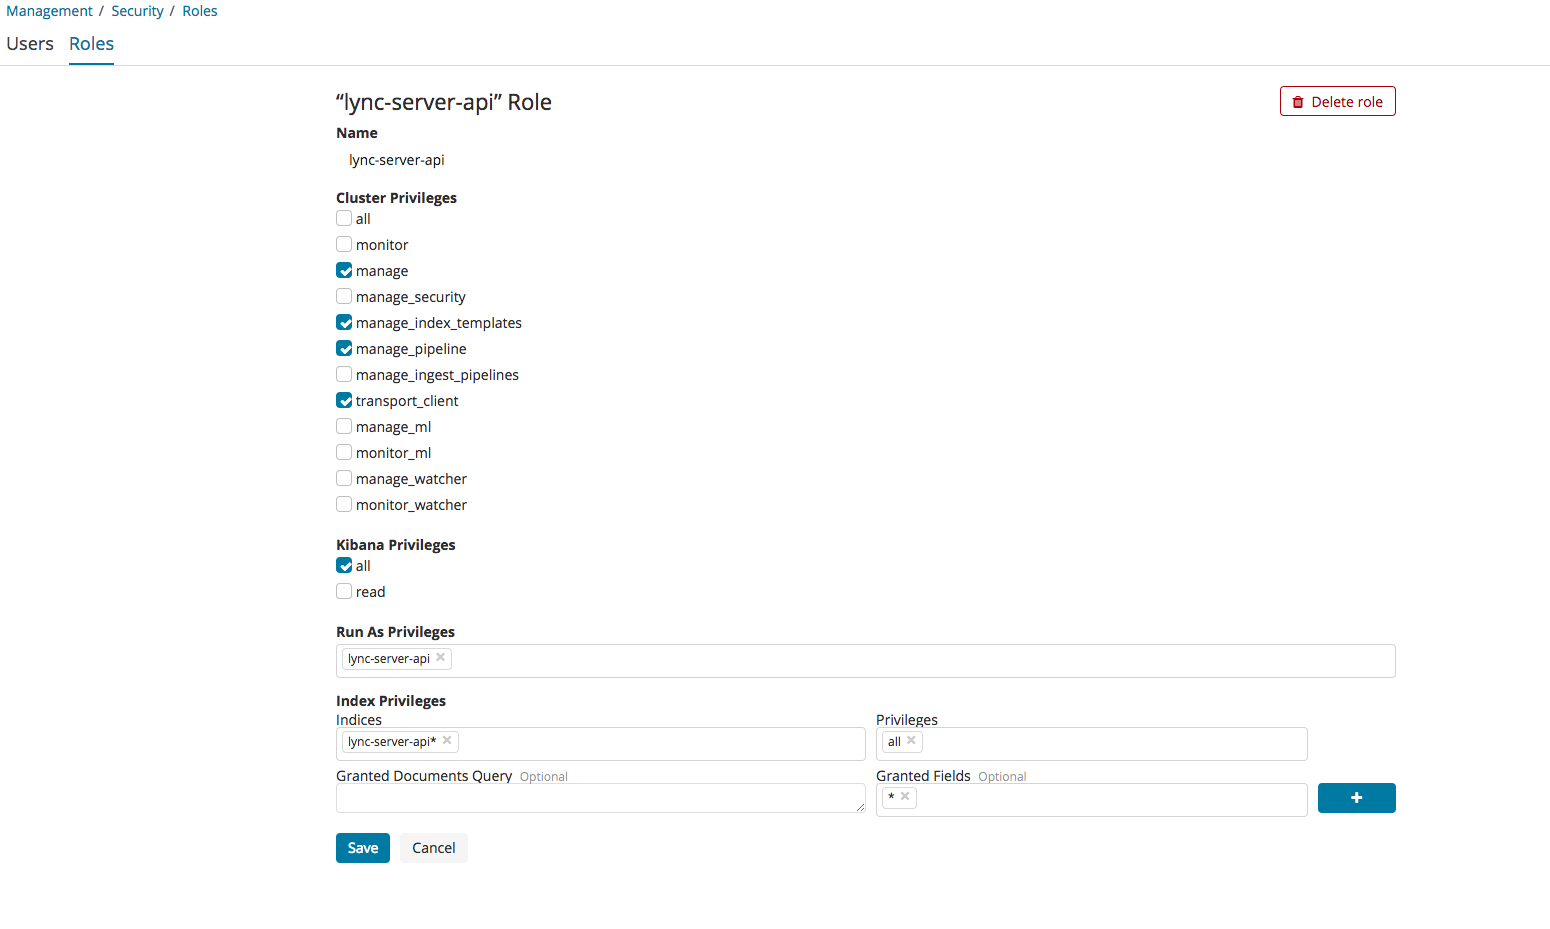 Management / Security / Roles
Users Roles
“lync-server-api” Role
Delete role
Name
lync-server-api
Cluster Privileges
all
monitor
manage
manage_security
manage_index_templates
manage_pipeline
manage_ingest_pipelines
transport_client
manage_ml
monitor_ml
manage_watcher
monitor_watcher
Kibana Privileges
all
read
Run As Privileges
lync-server-api ×
Index Privileges
Indices Privileges
lync-server-api* × all ×
Granted Documents Query Optional Granted Fields Optional
* × +
Save Cancel